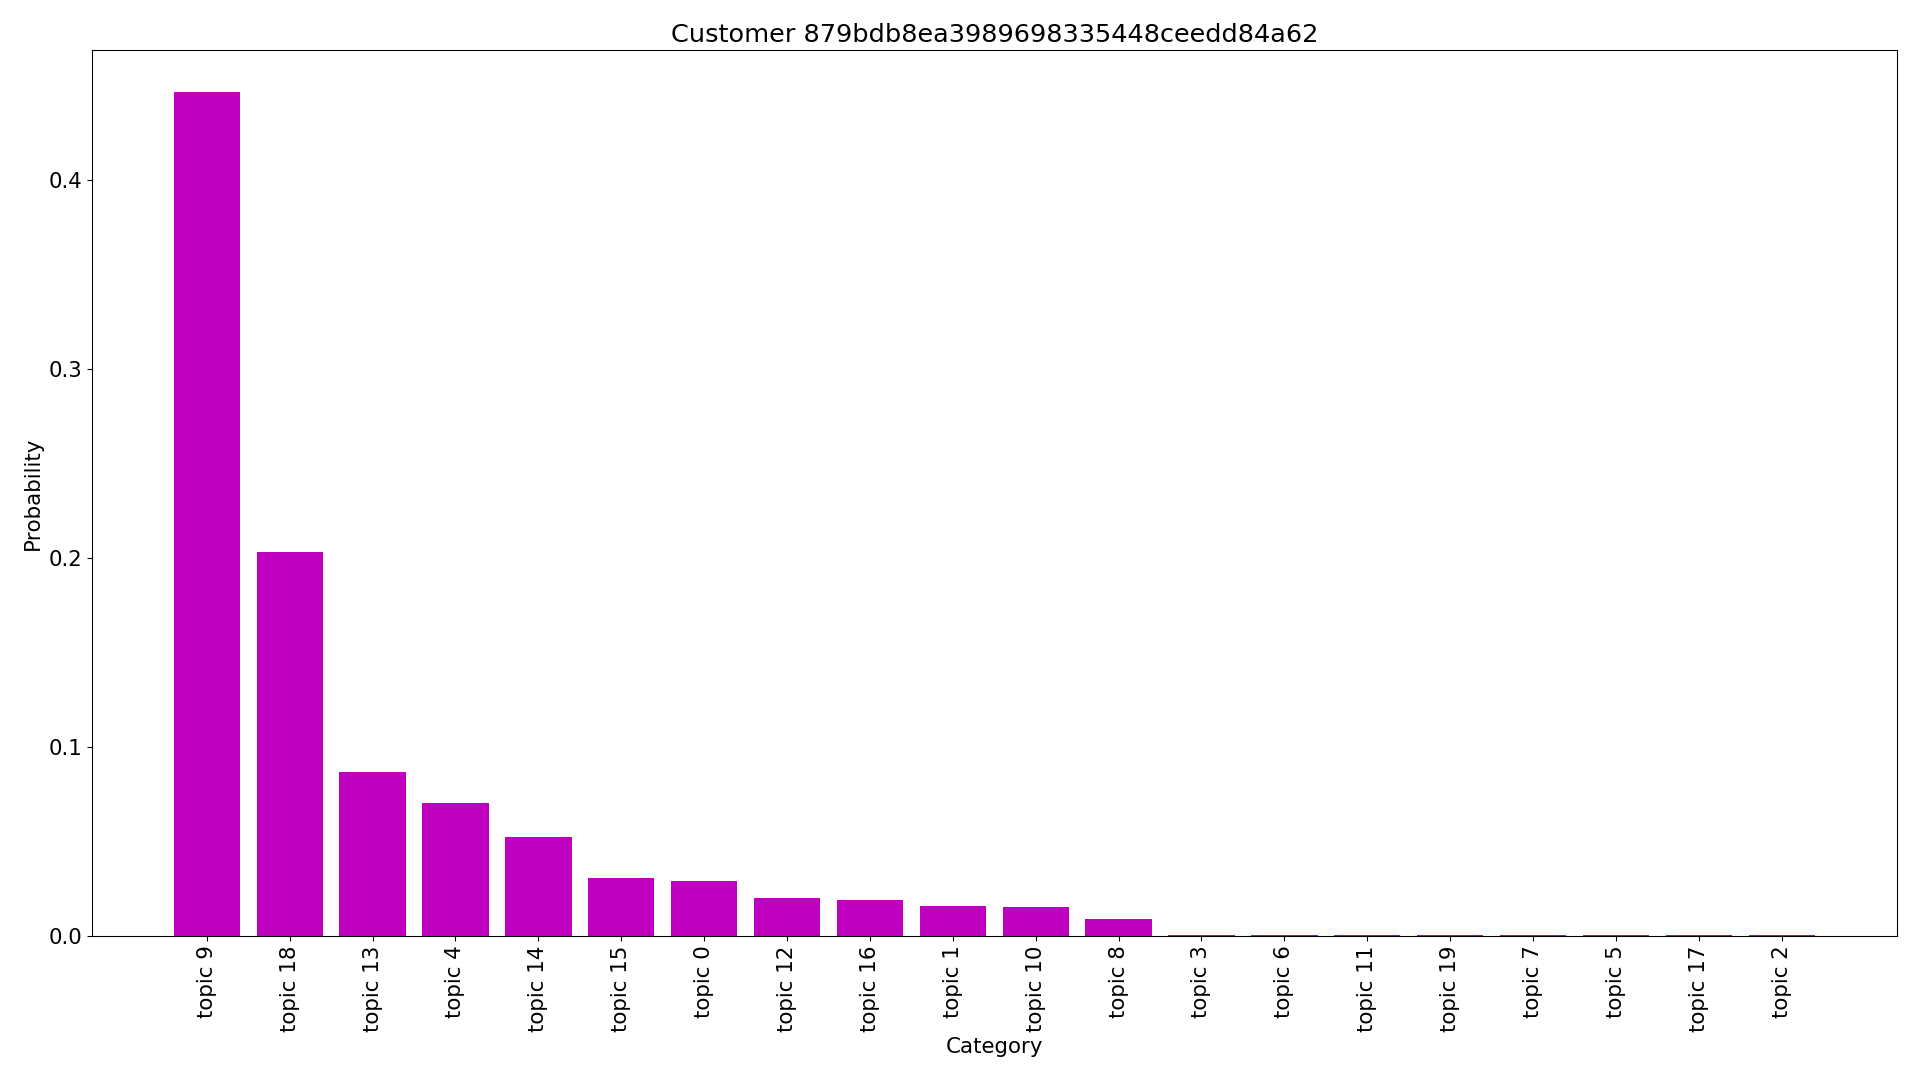 Customer 879bdb8ea3989698335448ceedd84a62
Probability
0.4
0.3
0.2
0.1
0.0
topic 9
topic 18
topic 13
topic 4
topic 14
topic 15
topic 0
topic 12
topic 16
topic 1
topic 10
topic 8
topic 3
topic 6
topic 11
topic 19
topic 7
topic 5
topic 17
topic 2
Category